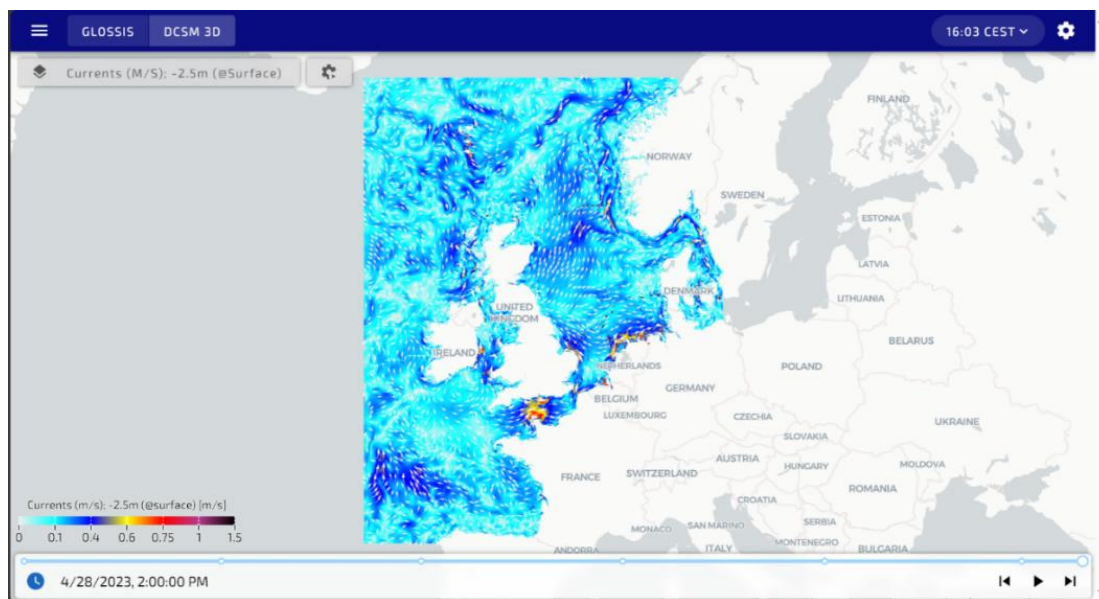 GLOSSIS DCSM 3D 16:03 CEST
Currents (M/S): -2.5m (@Surface)
FINLAND
NORWAY
SWEDEN
ESTONIA
LATVIA
DENMARK
LITHUANIA
UNITED
KINGDOM
BELARUS
IRELAND
NETHERLANDS
POLAND
GERMANY
BELGIUM
LUXEMBOURG
CZECHIA
UKRAINE
SLOVAKIA
AUSTRIA
HUNGARY
MOLDOVA
FRANCE
SWITZERLAND
ROMANIA
CROATIA
Currents (m/s): -2.5m (@surface) [m/s]
0 0.1 0.4 0.6 0.75 1 1.5
MONACO
SAN MARINO
SERBIA
MONTENEGRO
ANDORRA
ITALY
BULGARIA
4/28/2023, 2:00:00 PM